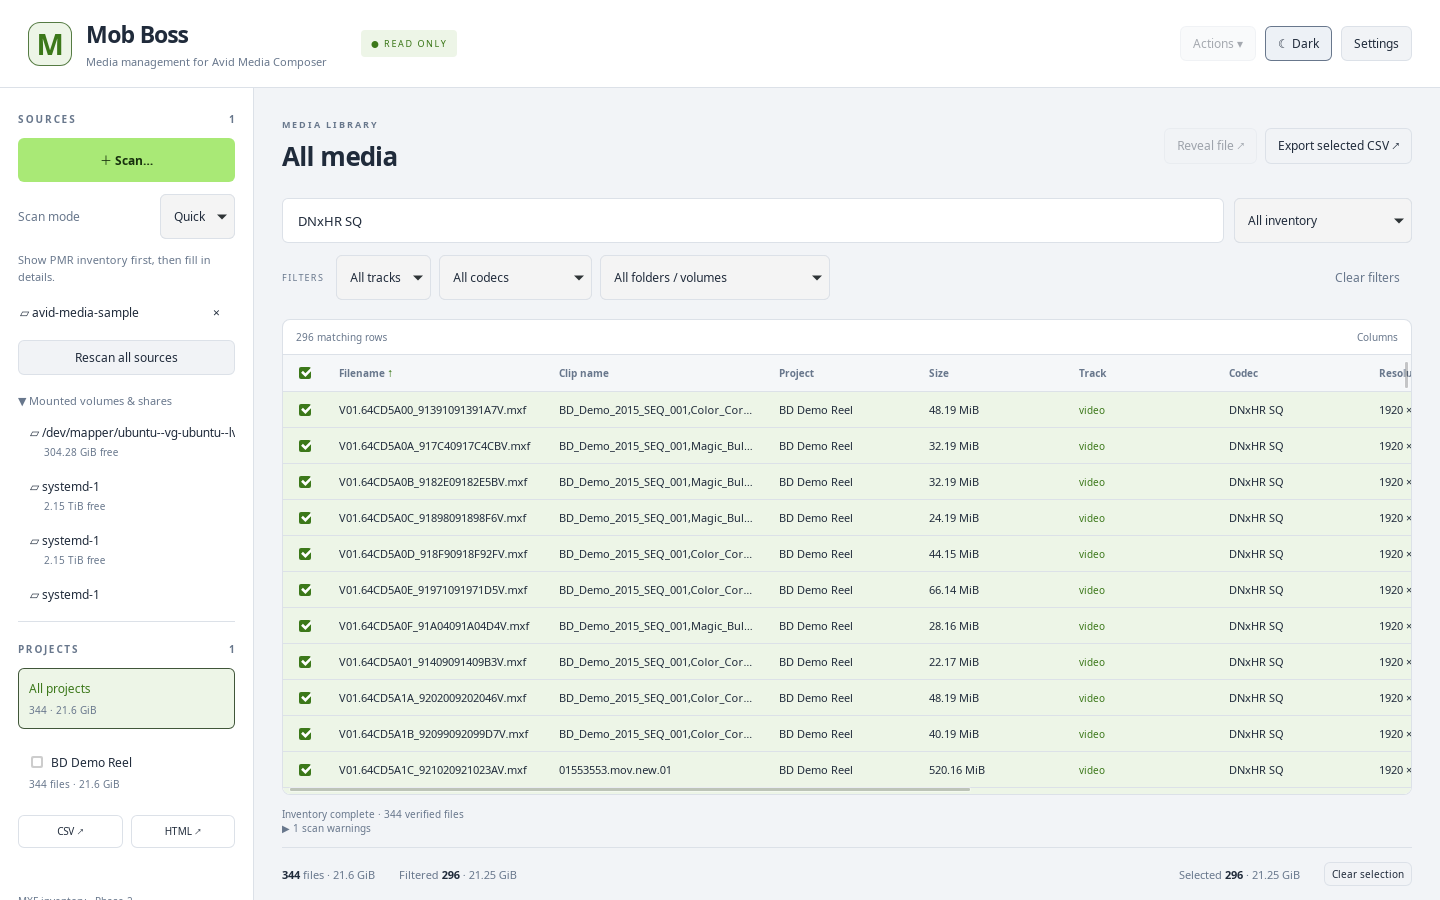 M
Mob Boss
Media management for Avid Media Composer
● READ ONLY
Actions ▾
☾ Dark
Settings
SOURCES 1
+ Scan...
Scan mode
Quick
Show PMR inventory first, then fill in
details.
avid-media-sample ×
Rescan all sources
▼ Mounted volumes & shares
/dev/mapper/ubuntu--vg-ubuntu--lv
304.28 GiB free
systemd-1
2.15 TiB free
systemd-1
2.15 TiB free
systemd-1
PROJECTS 1
All projects
344 · 21.6 GiB
BD Demo Reel
344 files · 21.6 GiB
CSV ↗
HTML ↗
MEDIA LIBRARY
All media
Reveal file ↗
Export selected CSV ↗
DNxHR SQ
All inventory
FILTERS
All tracks
All codecs
All folders / volumes
Clear filters
296 matching rows
Columns
Filename ↑ Clip name Project Size Track Codec Resolu
V01.64CD5A00_91391091391A7V.mxf BD_Demo_2015_SEQ_001,Color_Cor... BD Demo Reel 48.19 MiB video DNxHR SQ 1920 ×
V01.64CD5A0A_917C40917C4CBV.mxf BD_Demo_2015_SEQ_001,Magic_Bul... BD Demo Reel 32.19 MiB video DNxHR SQ 1920 ×
V01.64CD5A0B_9182E09182E5BV.mxf BD_Demo_2015_SEQ_001,Magic_Bul... BD Demo Reel 32.19 MiB video DNxHR SQ 1920 ×
V01.64CD5A0C_91898091898F6V.mxf BD_Demo_2015_SEQ_001,Magic_Bul... BD Demo Reel 24.19 MiB video DNxHR SQ 1920 ×
V01.64CD5A0D_918F90918F92FV.mxf BD_Demo_2015_SEQ_001,Color_Cor... BD Demo Reel 44.15 MiB video DNxHR SQ 1920 ×
V01.64CD5A0E_91971091971D5V.mxf BD_Demo_2015_SEQ_001,Color_Cor... BD Demo Reel 66.14 MiB video DNxHR SQ 1920 ×
V01.64CD5A0F_91A04091A04D4V.mxf BD_Demo_2015_SEQ_001,Magic_Bul... BD Demo Reel 28.16 MiB video DNxHR SQ 1920 ×
V01.64CD5A01_91409091409B3V.mxf BD_Demo_2015_SEQ_001,Color_Cor... BD Demo Reel 22.17 MiB video DNxHR SQ 1920 ×
V01.64CD5A1A_9202009202046V.mxf BD_Demo_2015_SEQ_001,Color_Cor... BD Demo Reel 48.19 MiB video DNxHR SQ 1920 ×
V01.64CD5A1B_92099092099D7V.mxf BD_Demo_2015_SEQ_001,Color_Cor... BD Demo Reel 40.19 MiB video DNxHR SQ 1920 ×
V01.64CD5A1C_921020921023AV.mxf 01553553.mov.new.01 BD Demo Reel 520.16 MiB video DNxHR SQ 1920 ×
Inventory complete · 344 verified files
▶ 1 scan warnings
344 files · 21.6 GiB Filtered 296 · 21.25 GiB Selected 296 · 21.25 GiB Clear selection